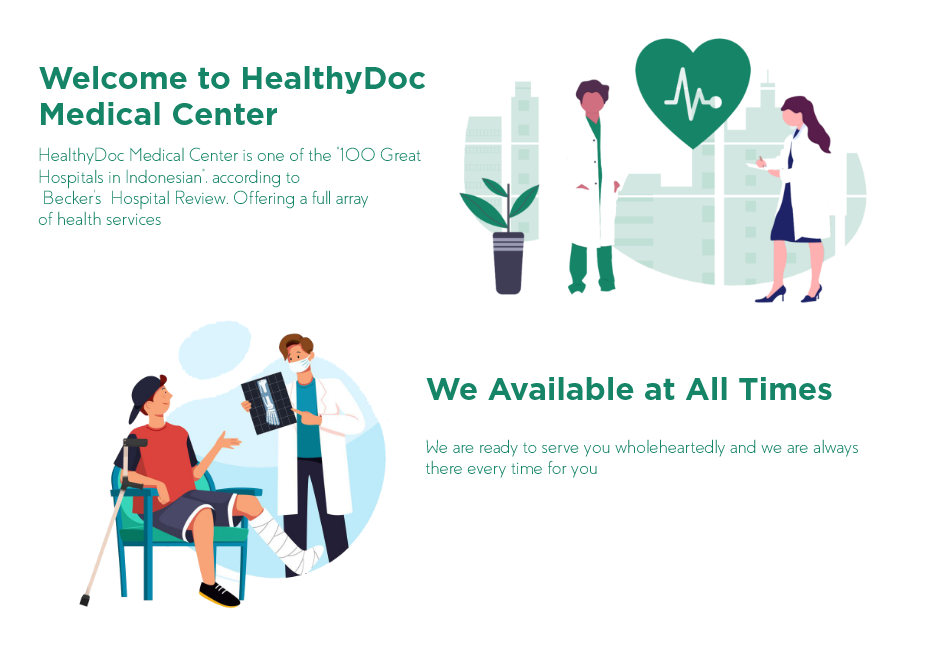 Welcome to HealthyDoc
Medical Center
HealthyDoc Medical Center is one of the "100 Great
Hospitals in Indonesian". according to
Becker's Hospital Review. Offering a full array
of health services
We Available at All Times
We are ready to serve you wholeheartedly and we are always
there every time for you